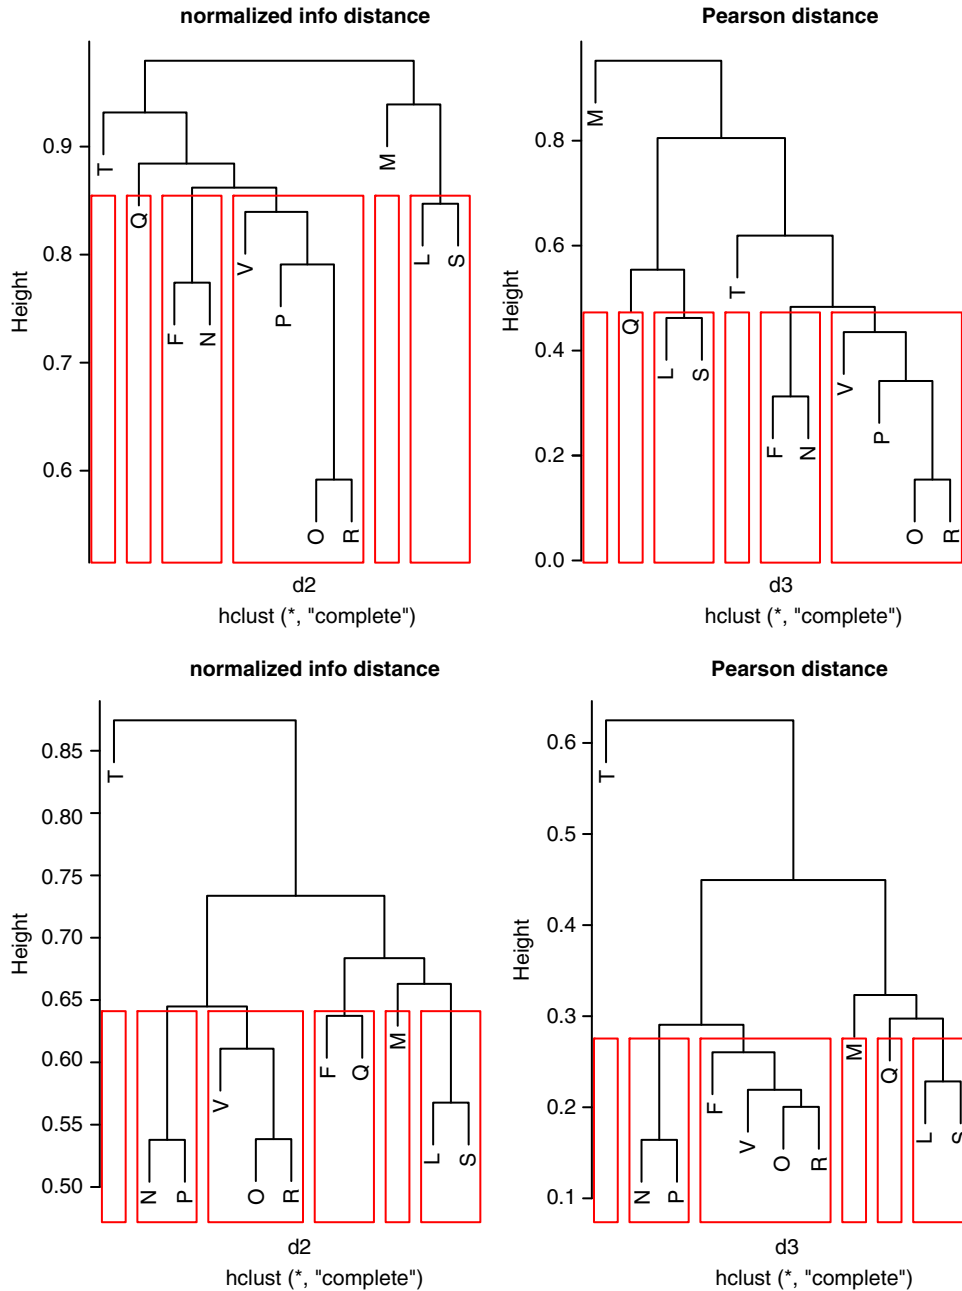 normalized info distance
Height
0.9
0.8
0.7
0.6
T
Q
F
N
V
P
O
R
M
L
S
d2
hclust (*, "complete")
Pearson distance
Height
0.8
0.6
0.4
0.2
0.0
M
Q
L
S
T
F
N
V
P
O
R
d3
hclust (*, "complete")
normalized info distance
Height
0.85
0.80
0.75
0.70
0.65
0.60
0.55
0.50
T
N
P
V
O
R
F
Q
M
L
S
d2
hclust (*, "complete")
Pearson distance
Height
0.6
0.5
0.4
0.3
0.2
0.1
T
N
P
F
V
O
R
M
Q
L
S
d3
hclust (*, "complete")